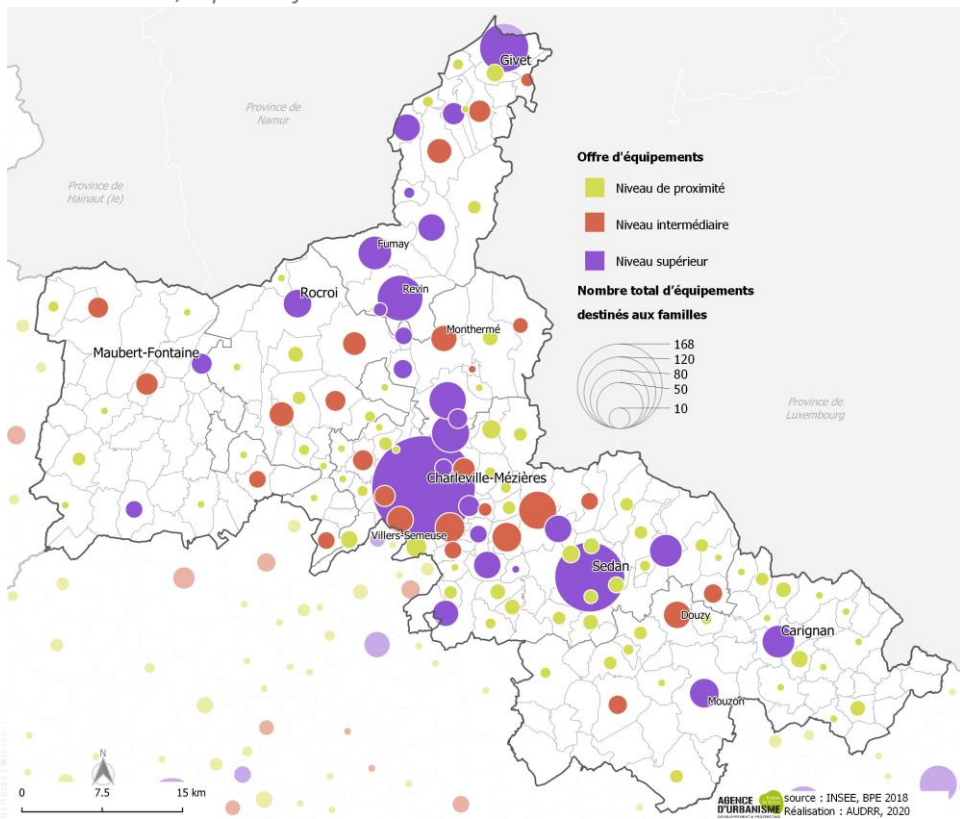 Givet
Province de
Namur
Offre d'équipements
Niveau de proximité
Niveau intermédiaire
Niveau supérieur
Province de
Hainaut (le)
Fumay
Revin
Rocroi
Nombre total d'équipements
destinés aux familles
168
120
80
50
10
Monthermé
Maubert-Fontaine
Province de
Luxembourg
Charleville-Mézières
Villers-Semeuse
Sedan
Douzy
Carignan
Mouzon
N
0 7.5 15 km
AGENCE
D'URBANISME
source : INSEE, BPE 2018
Réalisation : AUDRR, 2020